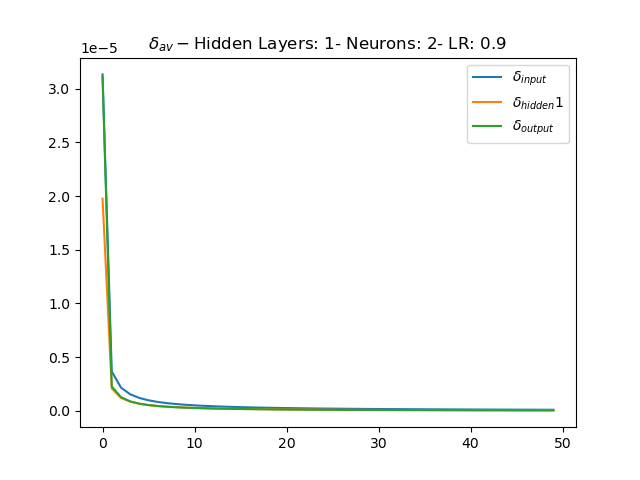 δ_av − Hidden Layers: 1- Neurons: 2- LR: 0.9
1e−5
δ_input
δ_hidden1
δ_output
3.0
2.5
2.0
1.5
1.0
0.5
0.0
0 10 20 30 40 50